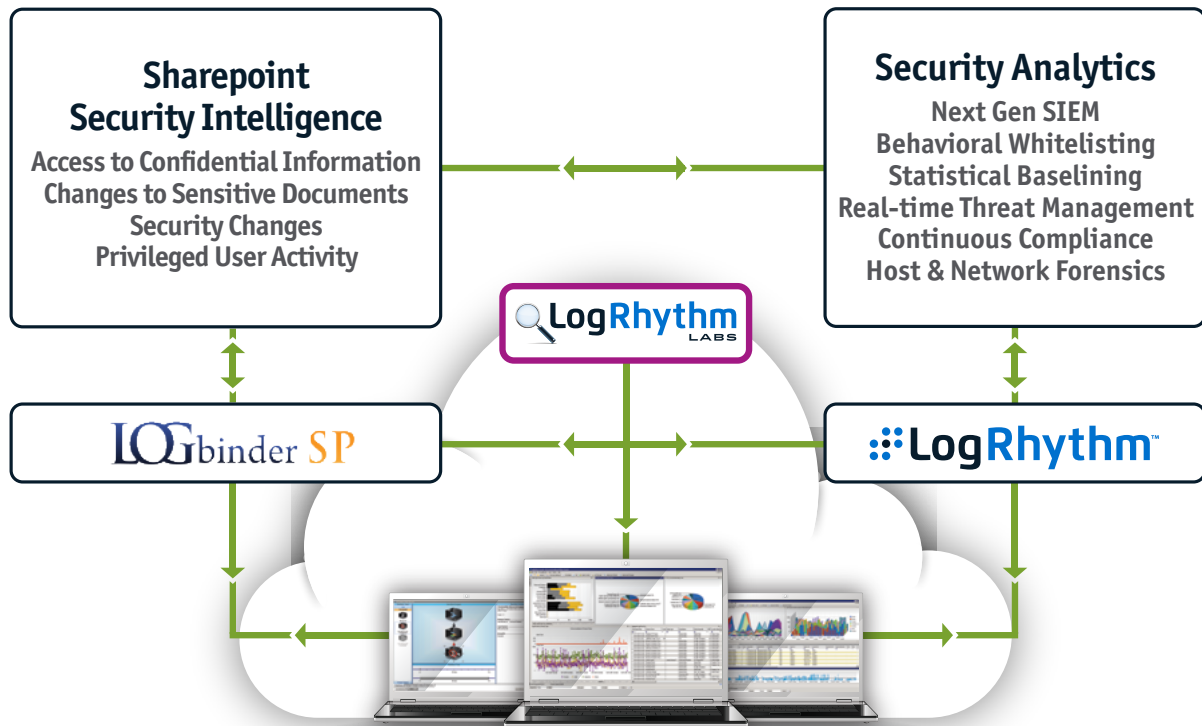 Sharepoint
Security Intelligence
Access to Confidential Information
Changes to Sensitive Documents
Security Changes
Privileged User Activity
Security Analytics
Next Gen SIEM
Behavioral Whitelisting
Statistical Baselining
Real-time Threat Management
Continuous Compliance
Host & Network Forensics
LogRhythm
LABS
LOGbinder SP
LogRhythm™